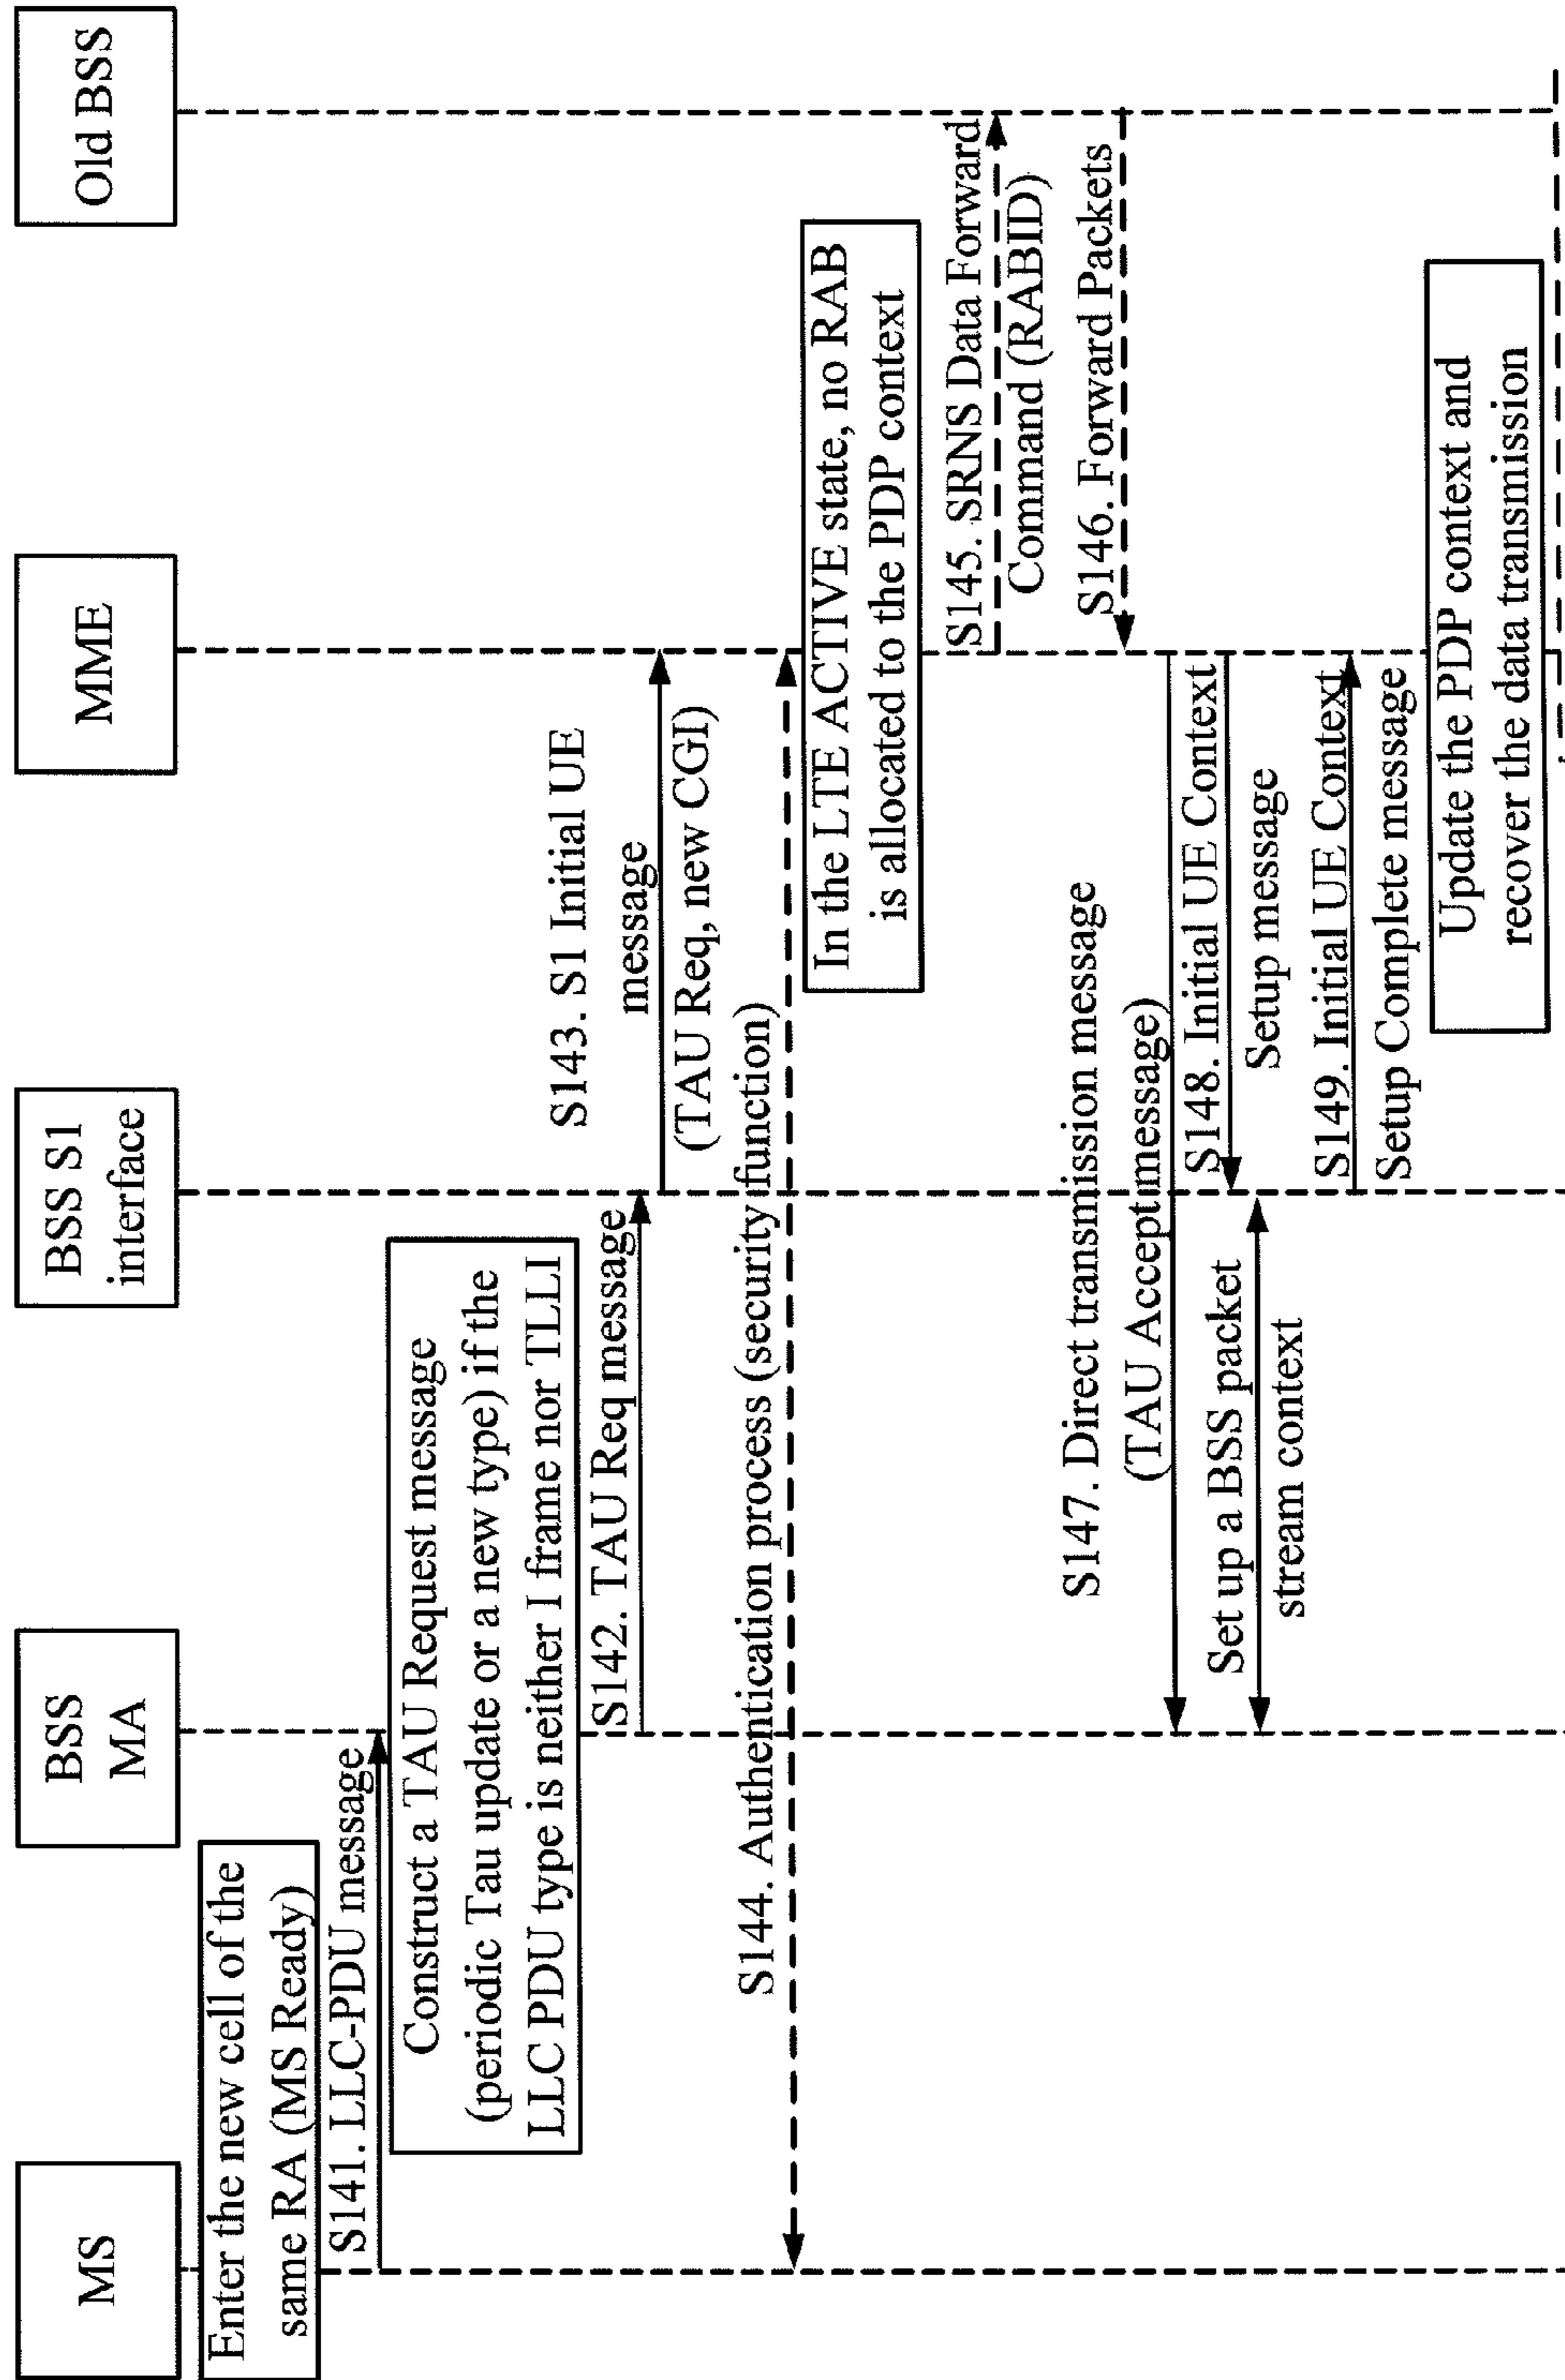 MS
BSS
MA
BSS S1
interface
MME
Old BSS
Enter the new cell of the
same RA (MS Ready)
S141. LLC-PDU message
Construct a TAU Request message
(periodic Tau update or a new type) if the
LLC PDU type is neither I frame nor TLLI
S142. TAU Req message
S143. S1 Initial UE
message
(TAU Req, new CGI)
S144. Authentication process (security function)
In the LTE ACTIVE state, no RAB
is allocated to the PDP context
S145. SRNS Data Forward
Command (RABID)
S146. Forward Packets
S147. Direct transmission message
(TAU Accept message)
S148. Initial UE Context
Setup message
Set up a BSS packet
stream context
S149. Initial UE Context
Setup Complete message
Update the PDP context and
recover the data transmission